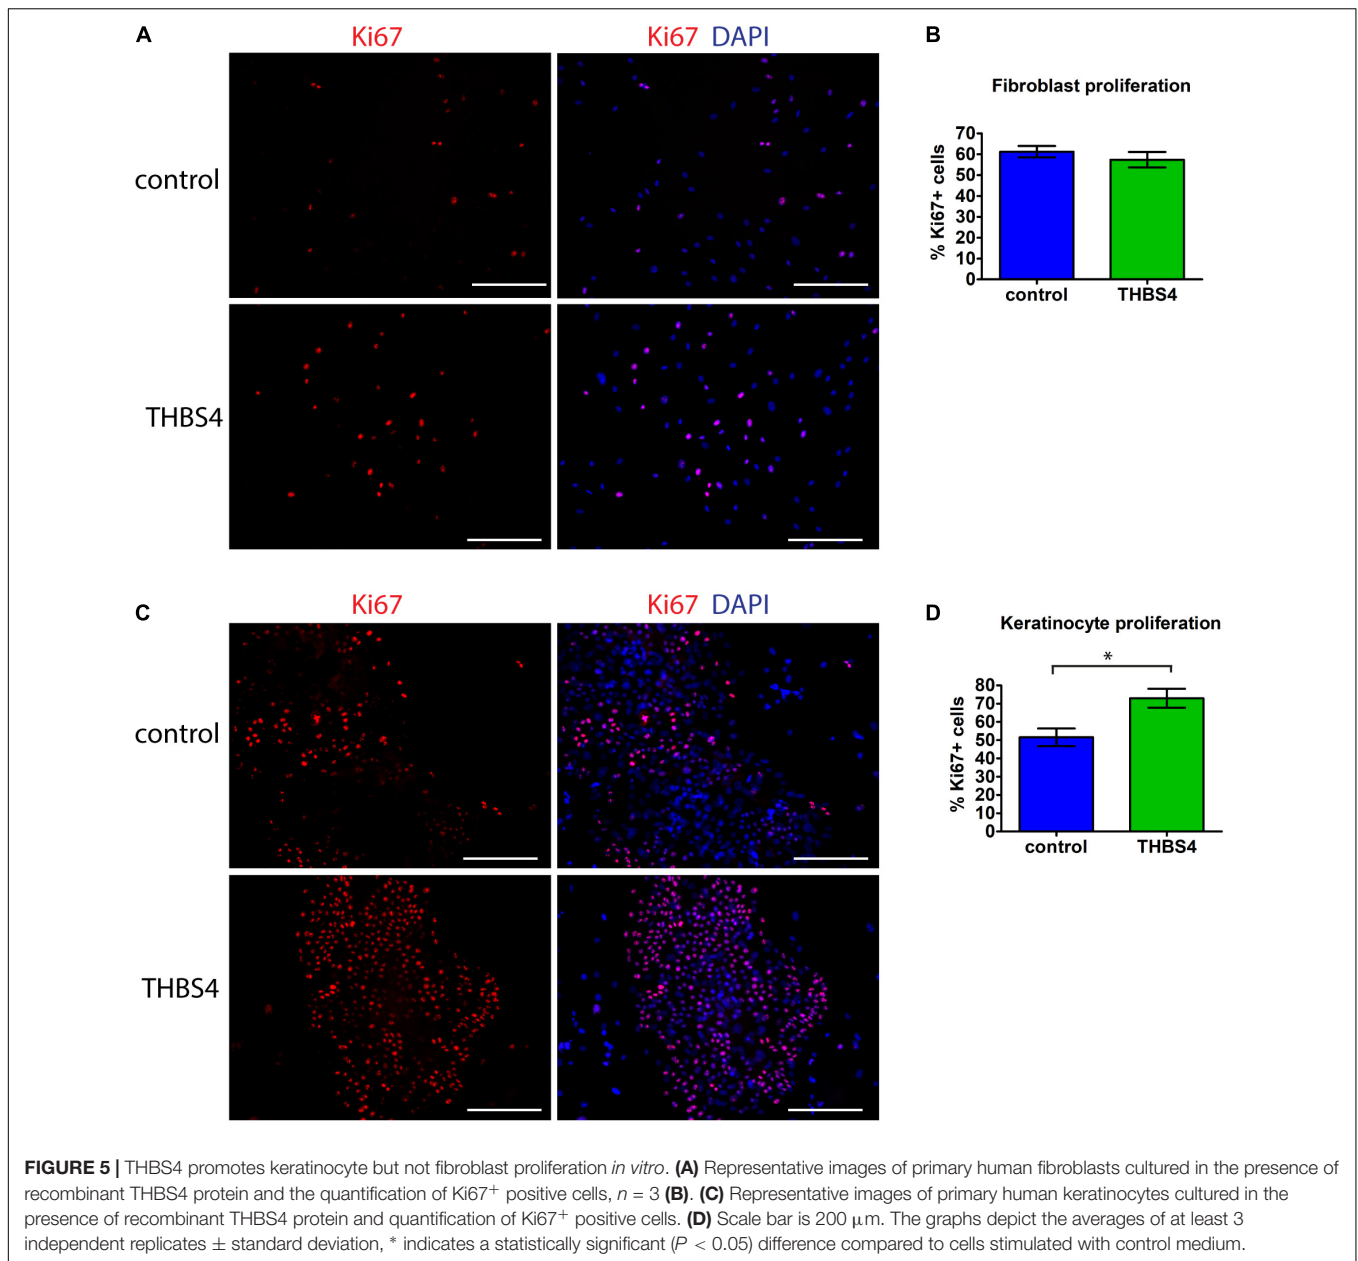 A
Ki67
Ki67 DAPI
control
THBS4
B
Fibroblast proliferation
% Ki67+ cells
70
60
50
40
30
20
10
0
control
THBS4
C
Ki67
Ki67 DAPI
control
THBS4
D
Keratinocyte proliferation
*
% Ki67+ cells
80
70
60
50
40
30
20
10
0
control
THBS4
FIGURE 5 | THBS4 promotes keratinocyte but not fibroblast proliferation in vitro. (A) Representative images of primary human fibroblasts cultured in the presence of
recombinant THBS4 protein and the quantification of Ki67⁺ positive cells, n = 3 (B). (C) Representative images of primary human keratinocytes cultured in the
presence of recombinant THBS4 protein and quantification of Ki67⁺ positive cells. (D) Scale bar is 200 μm. The graphs depict the averages of at least 3
independent replicates ± standard deviation, * indicates a statistically significant (P < 0.05) difference compared to cells stimulated with control medium.